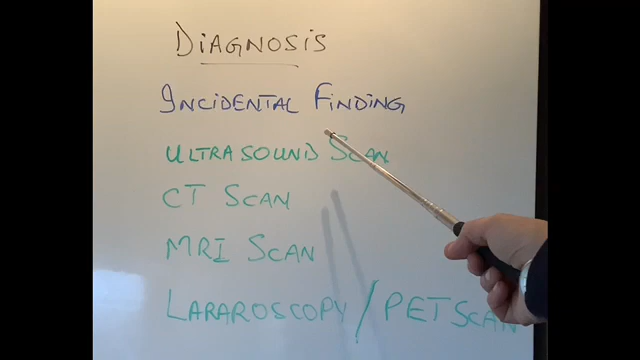 Diagnosis
Incidental Finding
Ultrasound Scan
CT Scan
MRI Scan
Lararoscopy / PET Scan